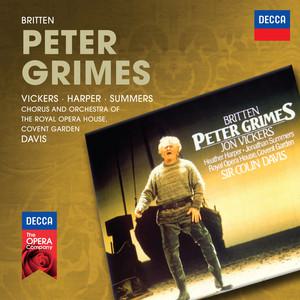 BRITTEN
PETER
GRIMES
VICKERS · HARPER · SUMMERS
CHORUS AND ORCHESTRA OF
THE ROYAL OPERA HOUSE,
COVENT GARDEN
DAVIS
DECCA
BRITTEN
PETER GRIMES
JON VICKERS
Heather Harper · Jonathan Summers
Royal Opera House, Covent Garden
SIR COLIN DAVIS
DECCA
The
OPERA
Company